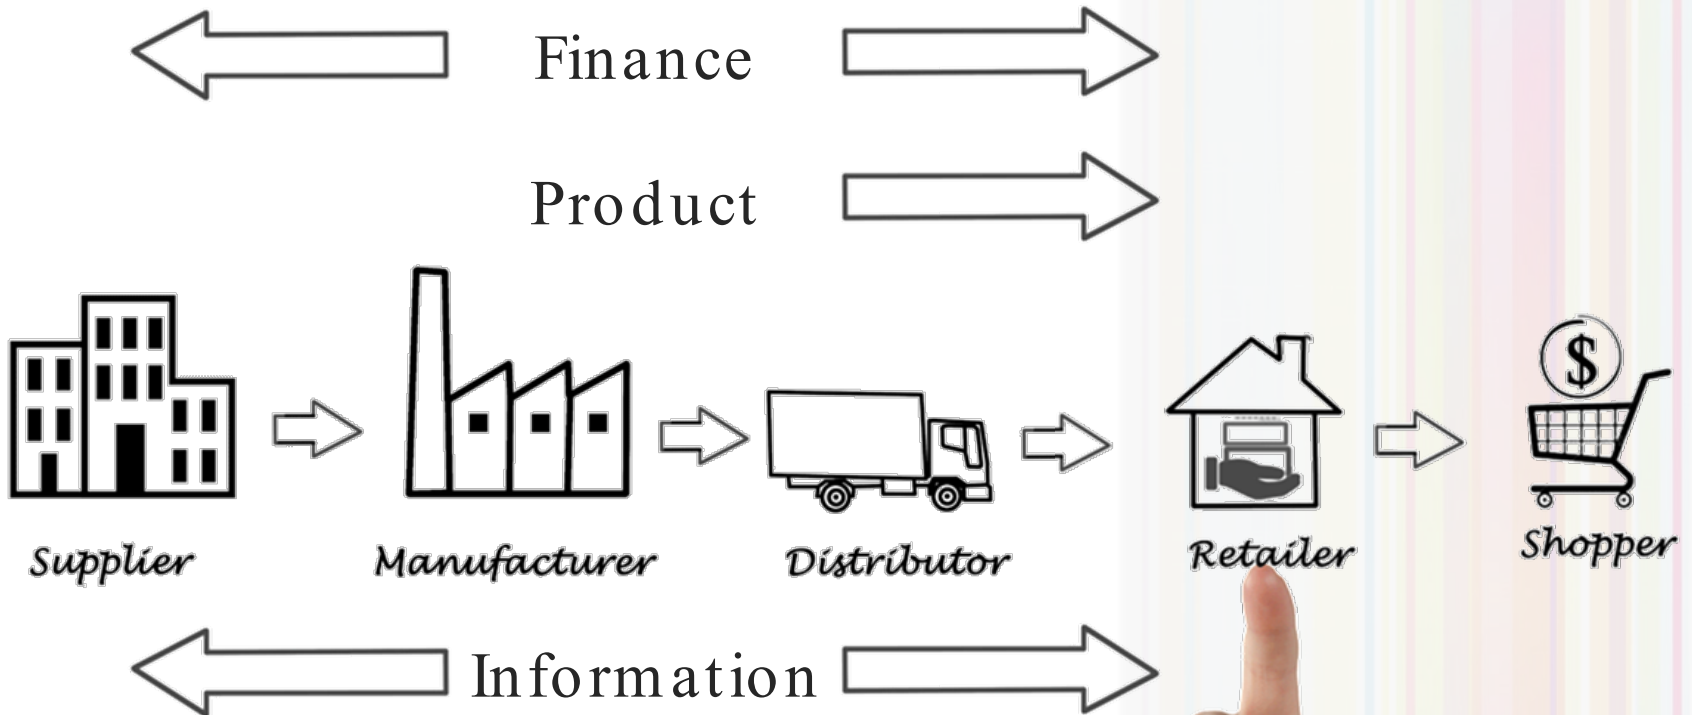 Finance
Product
$
Supplier
Manufacturer
Distributor
Retailer
Shopper
Information